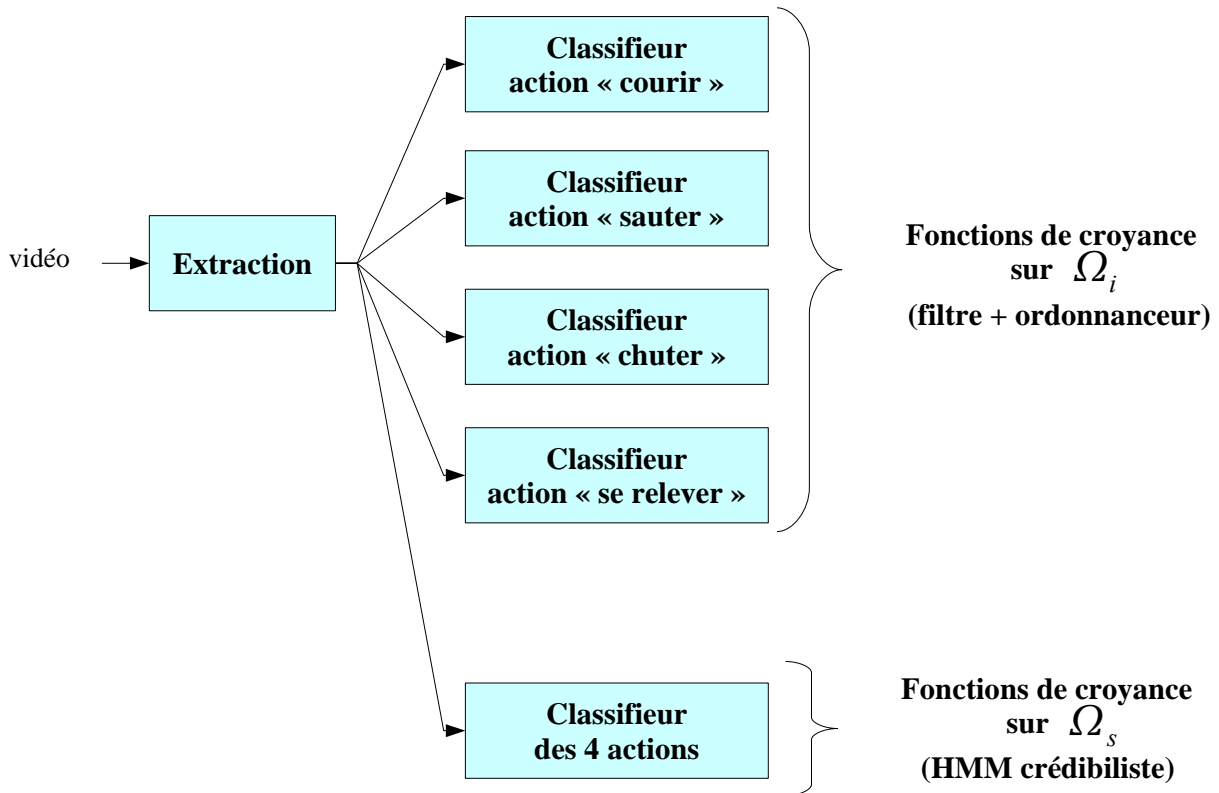 Classifieur
action « courir »
Classifieur
action « sauter »
vidéo
Extraction
Fonctions de croyance
sur Ω_i
(filtre + ordonnanceur)
Classifieur
action « chuter »
Classifieur
action « se relever »
Classifieur
des 4 actions
Fonctions de croyance
sur Ω_s
(HMM crédibiliste)